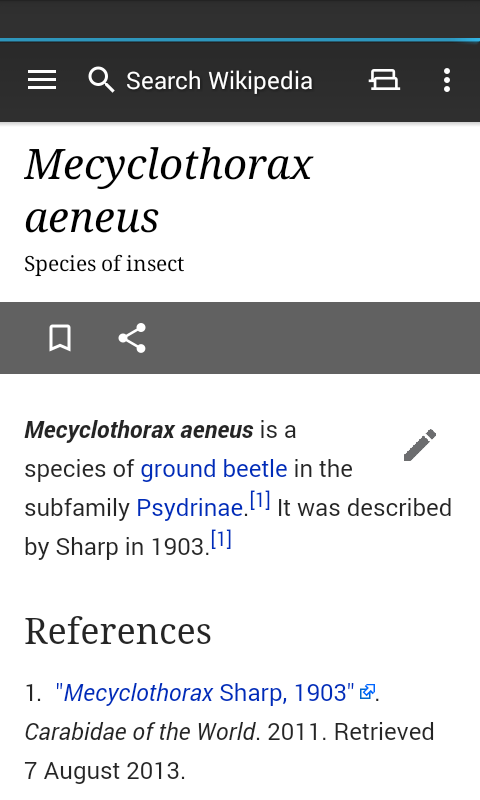 Search Wikipedia
Mecyclothorax
aeneus
Species of insect
Mecyclothorax aeneus is a
species of ground beetle in the
subfamily Psydrinae.[1] It was described
by Sharp in 1903.[1]
References
1. "Mecyclothorax Sharp, 1903".
Carabidae of the World. 2011. Retrieved
7 August 2013.